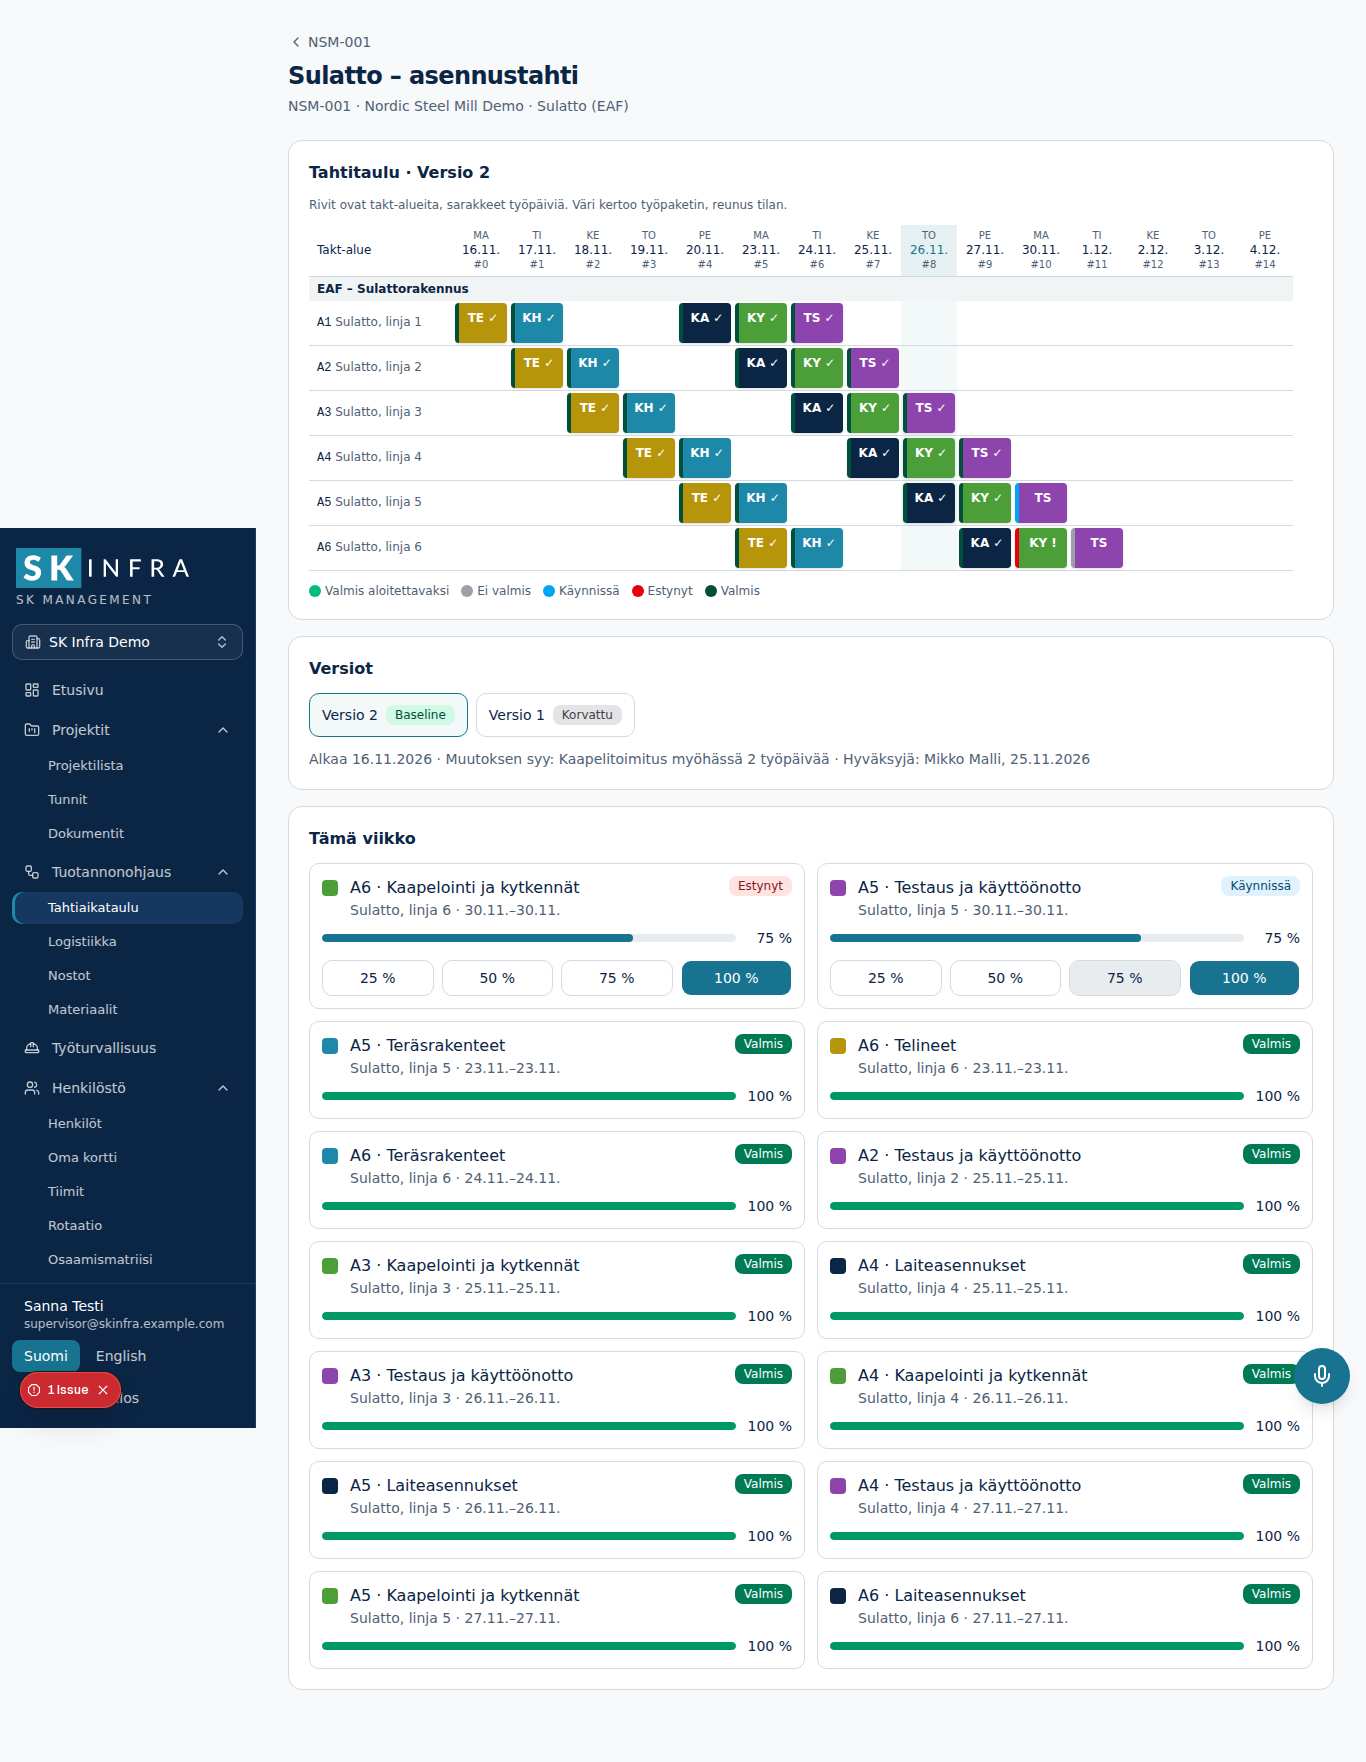 NSM-001
Sulatto – asennustahti
NSM-001 · Nordic Steel Mill Demo · Sulatto (EAF)
Tahtitaulu · Versio 2
Rivit ovat takt-alueita, sarakkeet työpäiviä. Väri kertoo työpaketin, reunus tilan.
Takt-alue
MA TI KE TO PE MA TI KE TO PE MA TI KE TO PE
16.11. 17.11. 18.11. 19.11. 20.11. 23.11. 24.11. 25.11. 26.11. 27.11. 30.11. 1.12. 2.12. 3.12. 4.12.
#0 #1 #2 #3 #4 #5 #6 #7 #8 #9 #10 #11 #12 #13 #14
EAF – Sulattorakennus
A1 Sulatto, linja 1 TE ✓ KH ✓ KA ✓ KY ✓ TS ✓
A2 Sulatto, linja 2 TE ✓ KH ✓ KA ✓ KY ✓ TS ✓
A3 Sulatto, linja 3 TE ✓ KH ✓ KA ✓ KY ✓ TS ✓
A4 Sulatto, linja 4 TE ✓ KH ✓ KA ✓ KY ✓ TS ✓
A5 Sulatto, linja 5 TE ✓ KH ✓ KA ✓ KY ✓ TS
A6 Sulatto, linja 6 TE ✓ KH ✓ KA ✓ KY ! TS
Valmis aloitettavaksi Ei valmis Käynnissä Estynyt Valmis
Versiot
Versio 2 Baseline Versio 1 Korvattu
Alkaa 16.11.2026 · Muutoksen syy: Kaapelitoimitus myöhässä 2 työpäivää · Hyväksyjä: Mikko Malli, 25.11.2026
Tämä viikko
A6 · Kaapelointi ja kytkennät Estynyt
Sulatto, linja 6 · 30.11.–30.11.
75 %
25 % 50 % 75 % 100 %
A5 · Testaus ja käyttöönotto Käynnissä
Sulatto, linja 5 · 30.11.–30.11.
75 %
25 % 50 % 75 % 100 %
A5 · Teräsrakenteet Valmis
Sulatto, linja 5 · 23.11.–23.11.
100 %
A6 · Telineet Valmis
Sulatto, linja 6 · 23.11.–23.11.
100 %
A6 · Teräsrakenteet Valmis
Sulatto, linja 6 · 24.11.–24.11.
100 %
A2 · Testaus ja käyttöönotto Valmis
Sulatto, linja 2 · 25.11.–25.11.
100 %
A3 · Kaapelointi ja kytkennät Valmis
Sulatto, linja 3 · 25.11.–25.11.
100 %
A4 · Laiteasennukset Valmis
Sulatto, linja 4 · 25.11.–25.11.
100 %
A3 · Testaus ja käyttöönotto Valmis
Sulatto, linja 3 · 26.11.–26.11.
100 %
A4 · Kaapelointi ja kytkennät Valmis
Sulatto, linja 4 · 26.11.–26.11.
100 %
A5 · Laiteasennukset Valmis
Sulatto, linja 5 · 26.11.–26.11.
100 %
A4 · Testaus ja käyttöönotto Valmis
Sulatto, linja 4 · 27.11.–27.11.
100 %
A5 · Kaapelointi ja kytkennät Valmis
Sulatto, linja 5 · 27.11.–27.11.
100 %
A6 · Laiteasennukset Valmis
Sulatto, linja 6 · 27.11.–27.11.
100 %
SK INFRA
SK MANAGEMENT
SK Infra Demo
Etusivu
Projektit
Projektilista
Tunnit
Dokumentit
Tuotannonohjaus
Tahtiaikataulu
Logistiikka
Nostot
Materiaalit
Työturvallisuus
Henkilöstö
Henkilöt
Oma kortti
Tiimit
Rotaatio
Osaamismatriisi
Sanna Testi
supervisor@skinfra.example.com
Suomi English
1 Issue